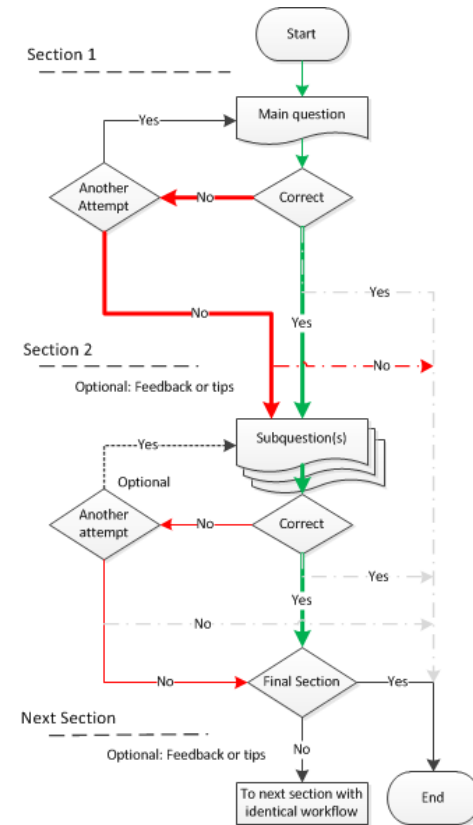 Start
Section 1
Main question
Yes
Another
Attempt
No
Correct
Yes
No
Yes
Section 2
No
Optional: Feedback or tips
Subquestion(s)
Yes
Optional
Another
attempt
No
Correct
Yes
Yes
No
No
Final Section
Yes
Next Section
No
Optional: Feedback or tips
To next section with
identical workflow
End